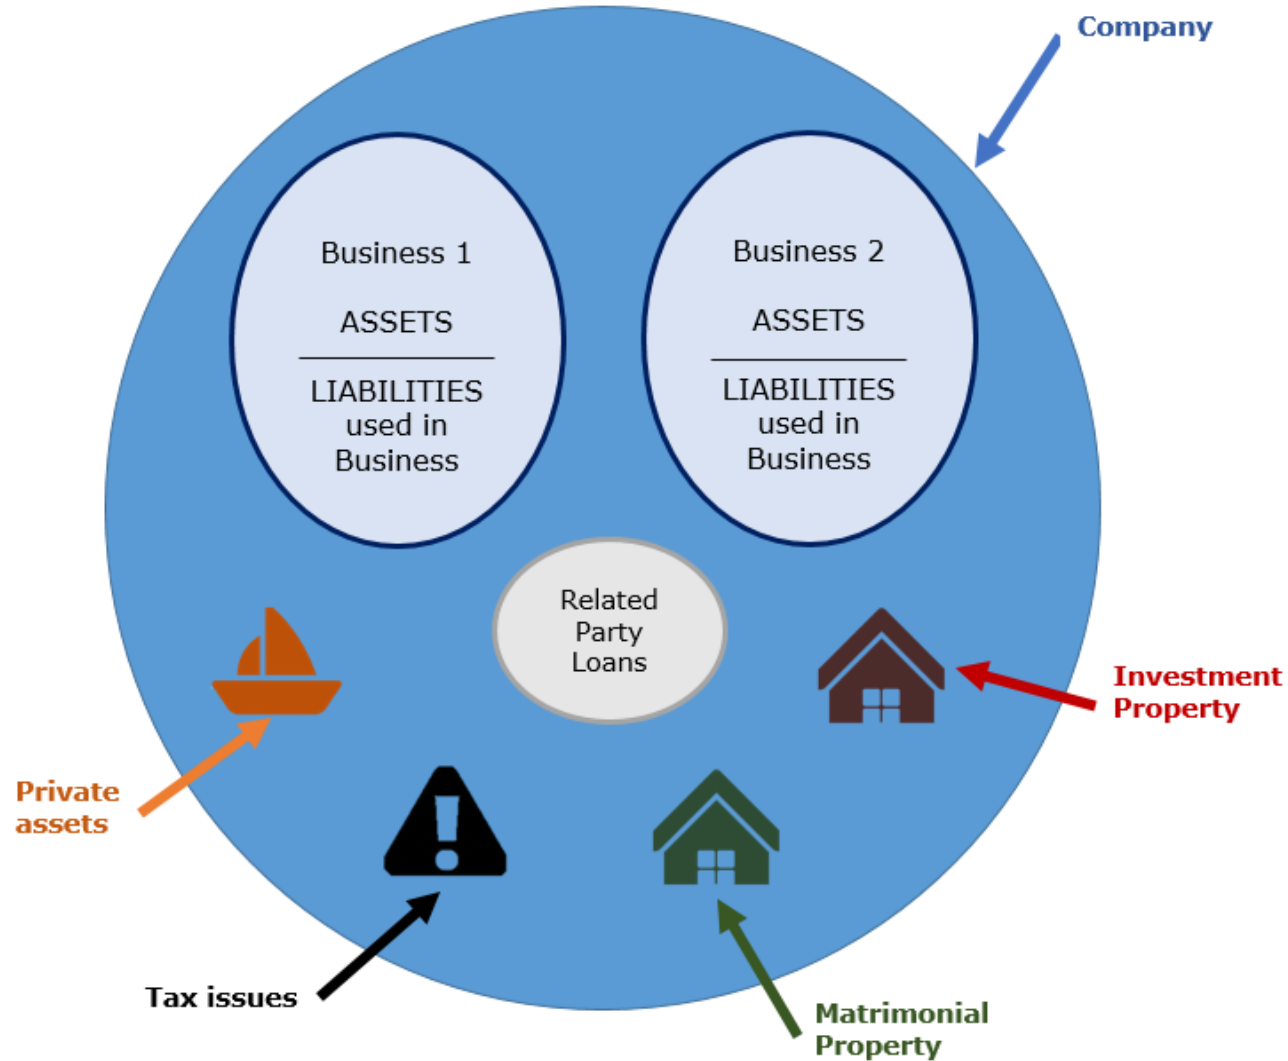 Company
Business 1
ASSETS
LIABILITIES
used in
Business
Business 2
ASSETS
LIABILITIES
used in
Business
Related
Party
Loans
Investment
Property
Private
assets
Tax issues
Matrimonial
Property